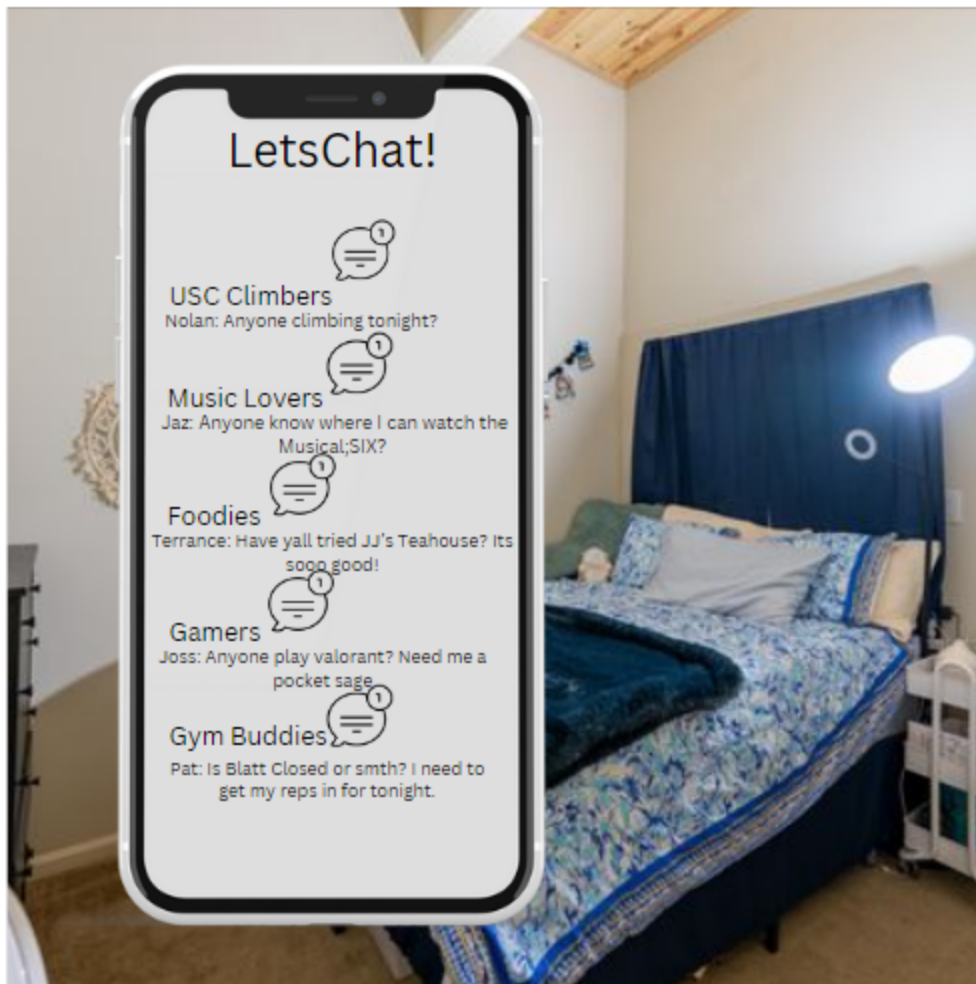 LetsChat!
1
USC Climbers
Nolan: Anyone climbing tonight?
1
Music Lovers
Jaz: Anyone know where I can watch the
Musical;SIX?
1
Foodies
Terrance: Have yall tried JJ's Teahouse? Its
sooo good!
1
Gamers
Joss: Anyone play valorant? Need me a
pocket sage
1
Gym Buddies
Pat: Is Blatt Closed or smth? I need to
get my reps in for tonight.